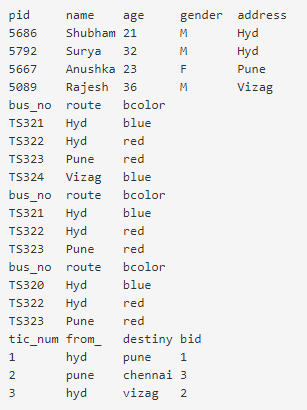 pid name age gender address
5686 Shubham 21 M Hyd
5792 Surya 32 M Hyd
5667 Anushka 23 F Pune
5089 Rajesh 36 M Vizag
bus_no route bcolor
TS321 Hyd blue
TS322 Hyd red
TS323 Pune red
TS324 Vizag blue
bus_no route bcolor
TS321 Hyd blue
TS322 Hyd red
TS323 Pune red
bus_no route bcolor
TS320 Hyd blue
TS322 Hyd red
TS323 Pune red
tic_num from_ destiny bid
1 hyd pune 1
2 pune chennai 3
3 hyd vizag 2